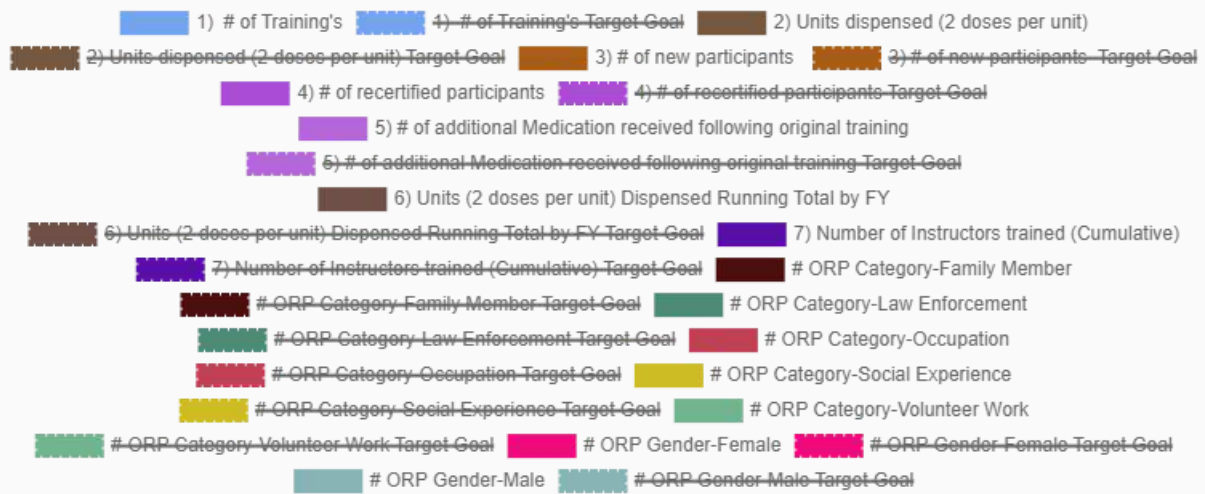 1) # of Training's 1) # of Training's Target Goal 2) Units dispensed (2 doses per unit)
2) Units dispensed (2 doses per unit) Target Goal 3) # of new participants 3) # of new participants Target Goal
4) # of recertified participants 4) # of recertified participants Target Goal
5) # of additional Medication received following original training
5) # of additional Medication received following original training Target Goal
6) Units (2 doses per unit) Dispensed Running Total by FY
6) Units (2 doses per unit) Dispensed Running Total by FY Target Goal 7) Number of Instructors trained (Cumulative)
7) Number of Instructors trained (Cumulative) Target Goal # ORP Category-Family Member
# ORP Category-Family Member Target Goal # ORP Category-Law Enforcement
# ORP Category-Law Enforcement Target Goal # ORP Category-Occupation
# ORP Category-Occupation Target Goal # ORP Category-Social Experience
# ORP Category-Social Experience Target Goal # ORP Category-Volunteer Work
# ORP Category-Volunteer Work Target Goal # ORP Gender-Female # ORP Gender-Female Target Goal
# ORP Gender-Male # ORP Gender-Male Target Goal